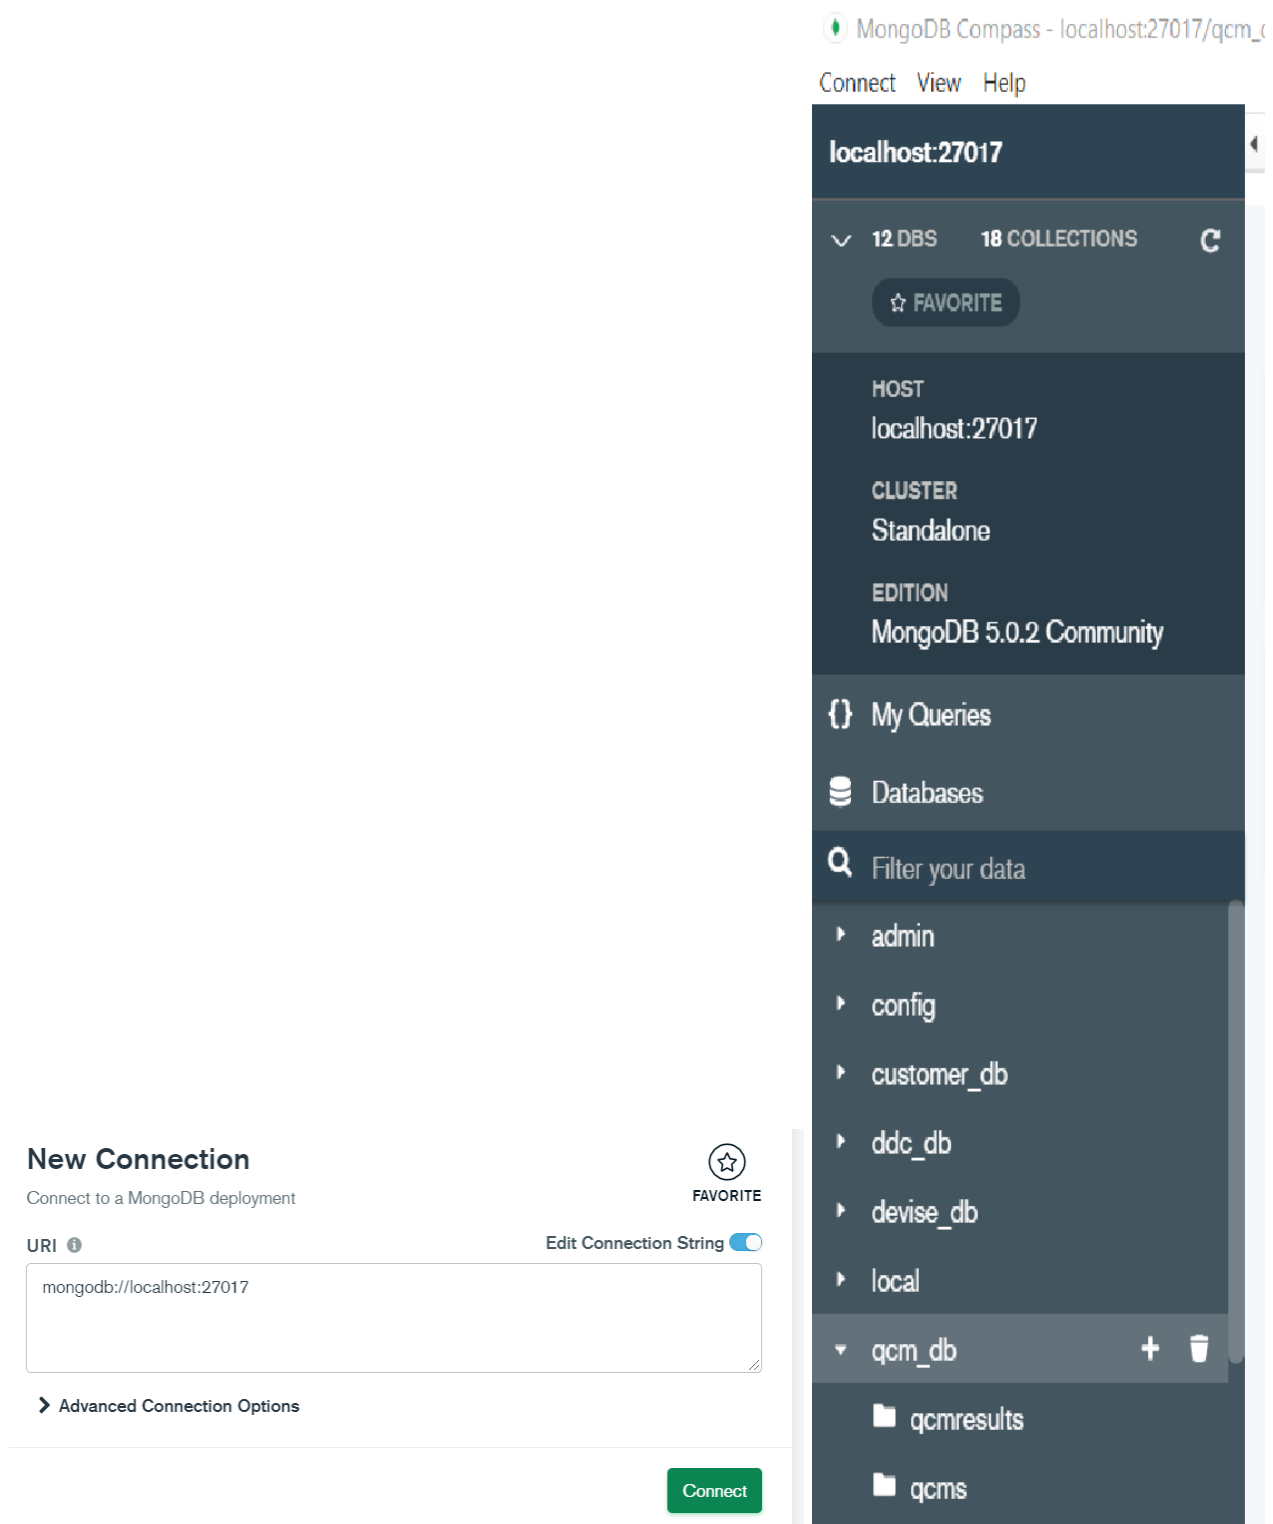 New Connection
FAVORITE
Connect to a MongoDB deployment
URI
Edit Connection String
mongodb://localhost:27017
Advanced Connection Options
Connect
MongoDB Compass - localhost:27017/qcm_
Connect View Help
localhost:27017
12 DBS 18 COLLECTIONS
FAVORITE
HOST
localhost:27017
CLUSTER
Standalone
EDITION
MongoDB 5.0.2 Community
{} My Queries
Databases
Filter your data
admin
config
customer_db
ddc_db
devise_db
local
qcm_db
qcmresults
qcms